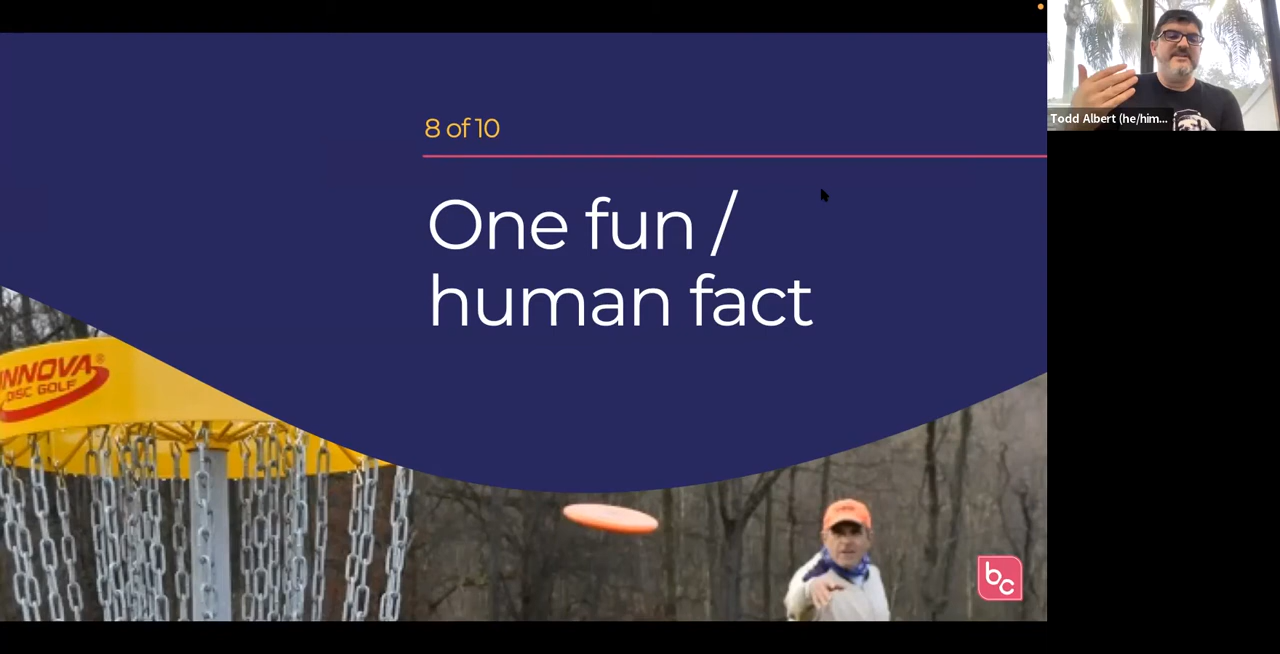 8 of 10
One fun /
human fact
INNOVA®
DISC GOLF
bc
Todd Albert (he/him...